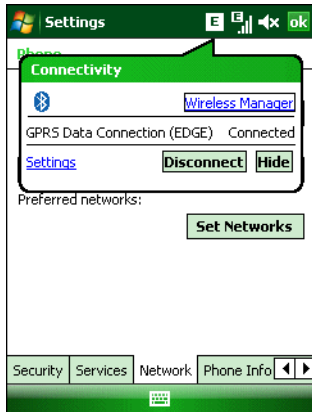 Settings E E ok
Phone
Connectivity
Wireless Manager
GPRS Data Connection (EDGE) Connected
Settings Disconnect Hide
Preferred networks:
Set Networks
Security Services Network Phone Info